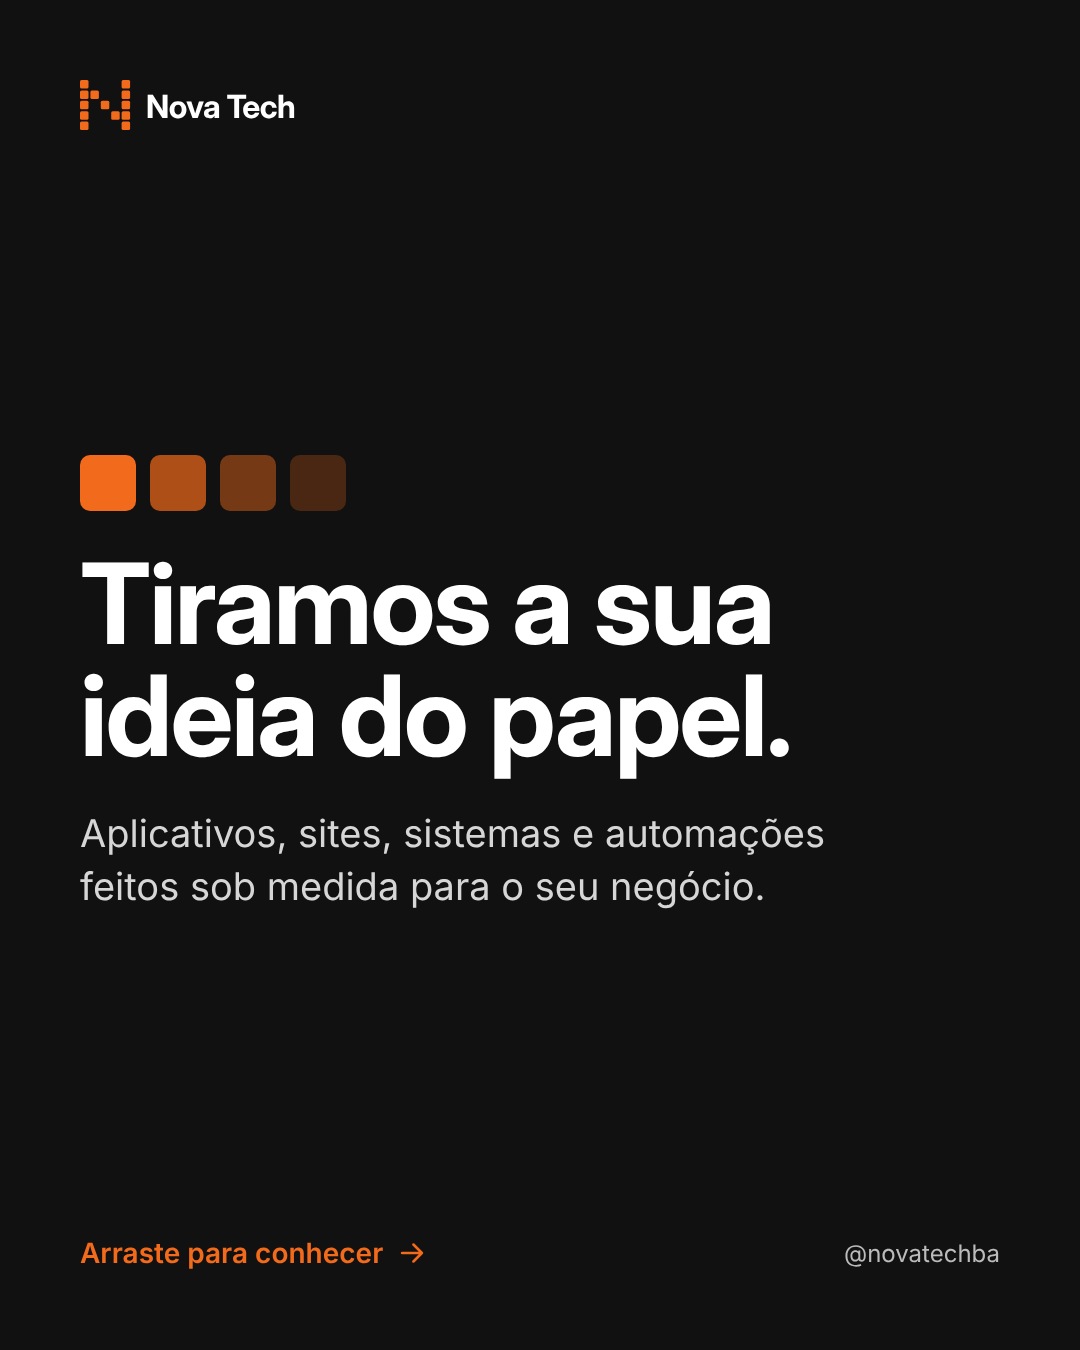 Nova Tech
Tiramos a sua
ideia do papel.
Aplicativos, sites, sistemas e automações
feitos sob medida para o seu negócio.
Arraste para conhecer →
@novatechba